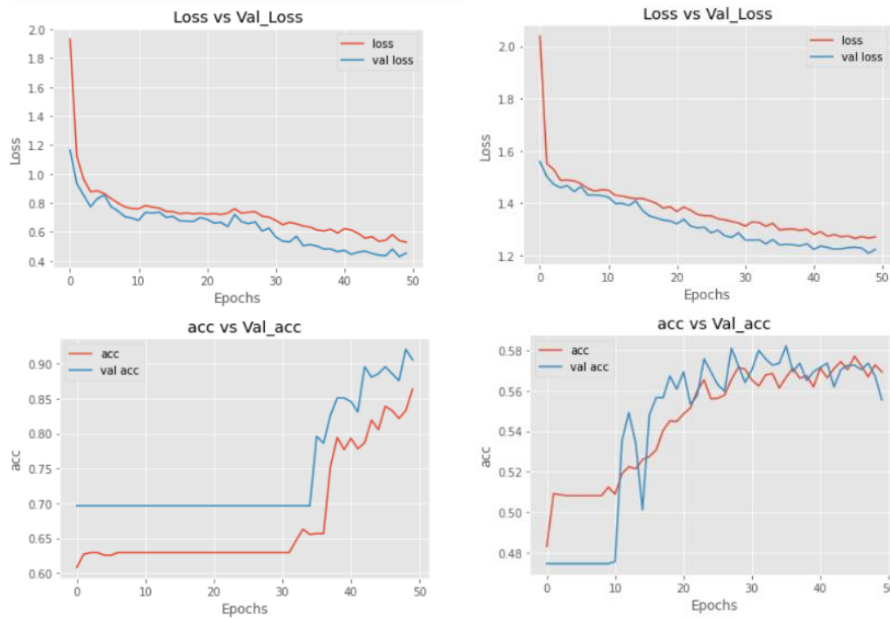 Loss vs Val_Loss
2.0
1.8
1.6
1.4
1.2
1.0
0.8
0.6
0.4
Loss
loss
val loss
0 10 20 30 40 50
Epochs
Loss vs Val_Loss
2.0
1.8
1.6
1.4
1.2
Loss
loss
val loss
0 10 20 30 40 50
Epochs
acc vs Val_acc
0.90
0.85
0.80
0.75
0.70
0.65
0.60
acc
acc
val acc
0 10 20 30 40 50
Epochs
acc vs Val_acc
0.58
0.56
0.54
0.52
0.50
0.48
acc
acc
val acc
0 10 20 30 40 50
Epochs